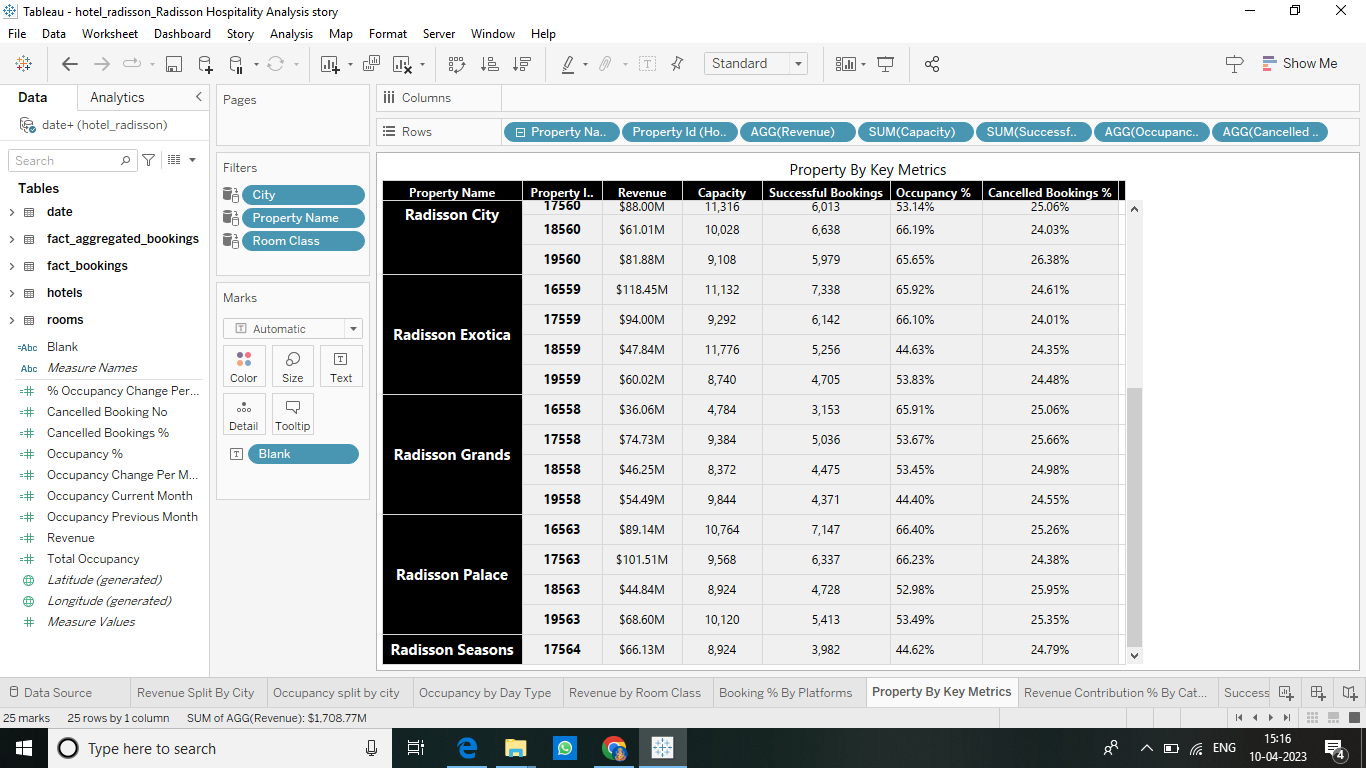 Tableau - hotel_radisson_Radisson Hospitality Analysis story
File Data Worksheet Dashboard Story Analysis Map Format Server Window Help
Standard Show Me
Data Analytics
date+ (hotel_radisson)
Search
Tables
date
fact_aggregated_bookings
fact_bookings
hotels
rooms
Abc Blank
Abc Measure Names
% Occupancy Change Per...
Cancelled Booking No
Cancelled Bookings %
Occupancy %
Occupancy Change Per M...
Occupancy Current Month
Occupancy Previous Month
Revenue
Total Occupancy
Latitude (generated)
Longitude (generated)
Measure Values
Pages
Filters
City
Property Name
Room Class
Marks
Automatic
Color Size Text
Detail Tooltip
Blank
Columns
Rows Property Na.. Property Id (Ho.. AGG(Revenue) SUM(Capacity) SUM(Successf.. AGG(Occupanc.. AGG(Cancelled ..
Property By Key Metrics
Property Name Property I.. Revenue Capacity Successful Bookings Occupancy % Cancelled Bookings %
Radisson City 17560 $88.00M 11,316 6,013 53.14% 25.06%
18560 $61.01M 10,028 6,638 66.19% 24.03%
19560 $81.88M 9,108 5,979 65.65% 26.38%
Radisson Exotica 16559 $118.45M 11,132 7,338 65.92% 24.61%
17559 $94.00M 9,292 6,142 66.10% 24.01%
18559 $47.84M 11,776 5,256 44.63% 24.35%
19559 $60.02M 8,740 4,705 53.83% 24.48%
Radisson Grands 16558 $36.06M 4,784 3,153 65.91% 25.06%
17558 $74.73M 9,384 5,036 53.67% 25.66%
18558 $46.25M 8,372 4,475 53.45% 24.98%
19558 $54.49M 9,844 4,371 44.40% 24.55%
Radisson Palace 16563 $89.14M 10,764 7,147 66.40% 25.26%
17563 $101.51M 9,568 6,337 66.23% 24.38%
18563 $44.84M 8,924 4,728 52.98% 25.95%
19563 $68.60M 10,120 5,413 53.49% 25.35%
Radisson Seasons 17564 $66.13M 8,924 3,982 44.62% 24.79%
Data Source Revenue Split By City Occupancy split by city Occupancy by Day Type Revenue by Room Class Booking % By Platforms Property By Key Metrics Revenue Contribution % By Cat... Success
25 marks 25 rows by 1 column SUM of AGG(Revenue): $1,708.77M
Type here to search ENG 15:16
10-04-2023 4